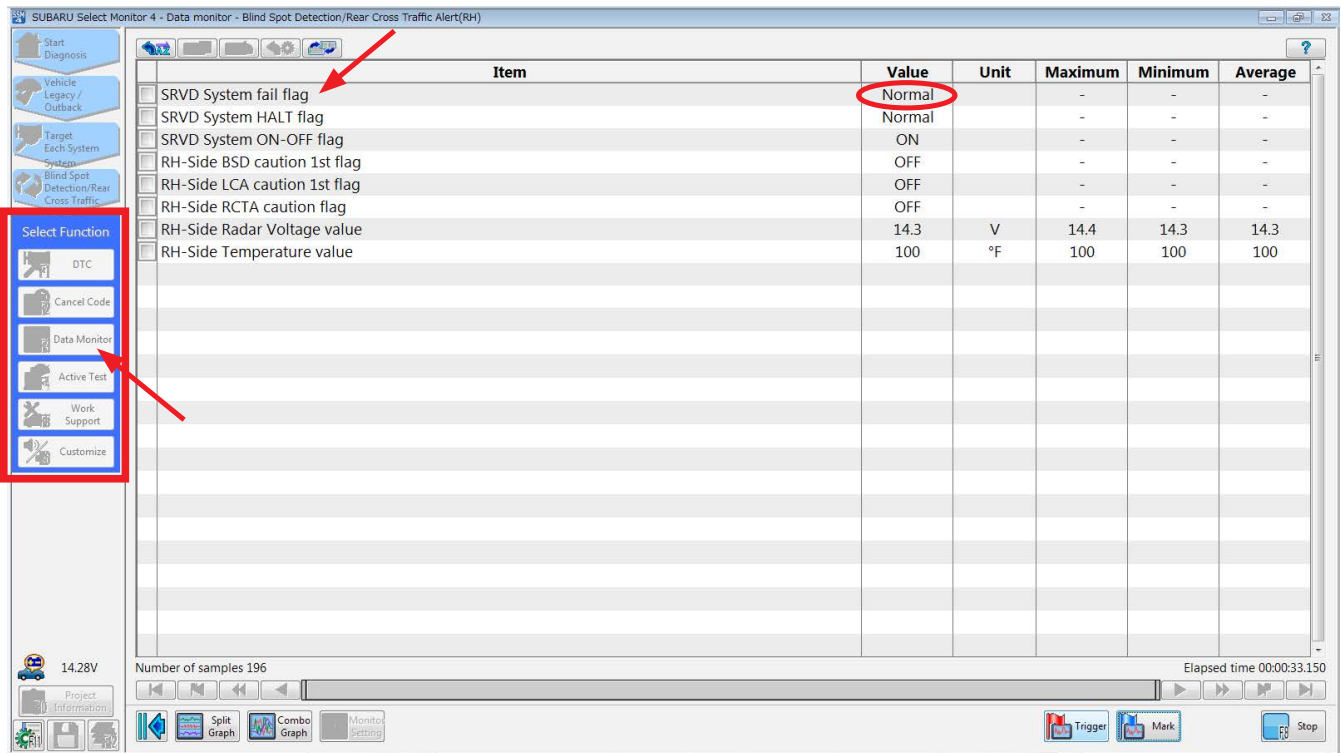 SUBARU Select Monitor 4 - Data monitor - Blind Spot Detection/Rear Cross Traffic Alert(RH)
Start
Diagnosis
Vehicle
Legacy /
Outback
Target
Each System
System
Blind Spot
Detection/Rear
Cross Traffic
Select Function
DTC
Cancel Code
Data Monitor
Active Test
Work
Support
Customize
14.28V
Project
Information
F11
?
Item Value Unit Maximum Minimum Average
SRVD System fail flag Normal - - -
SRVD System HALT flag Normal - - -
SRVD System ON-OFF flag ON - - -
RH-Side BSD caution 1st flag OFF - - -
RH-Side LCA caution 1st flag OFF - - -
RH-Side RCTA caution flag OFF - - -
RH-Side Radar Voltage value 14.3 V 14.4 14.3 14.3
RH-Side Temperature value 100 °F 100 100 100
Number of samples 196 Elapsed time 00:00:33.150
Split
Graph
Combo
Graph
Monitor
Setting
Trigger
Mark
F8 Stop